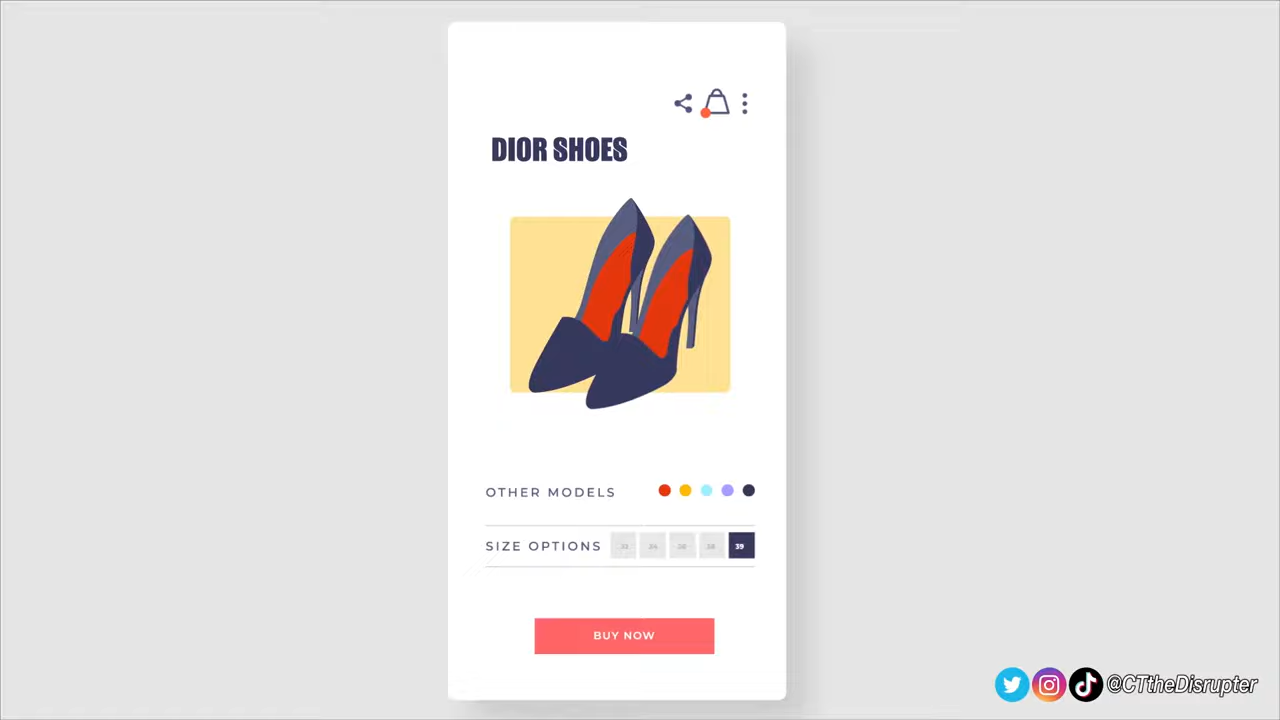 DIOR SHOES
OTHER MODELS
SIZE OPTIONS 39
BUY NOW
@CTtheDisrupter